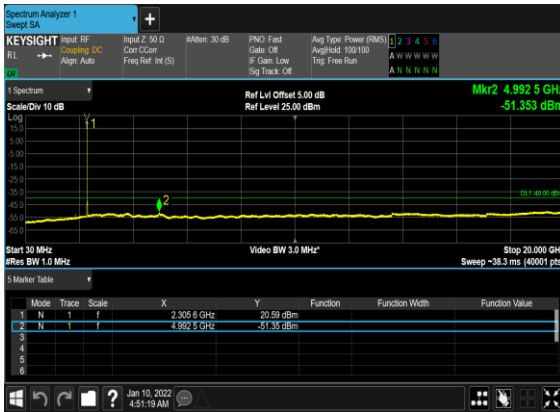 Spectrum Analyzer 1
Swept SA
+
KEYSIGHT Input: RF Input Z: 50 Ω #Atten: 30 dB PNO: Fast Avg Type: Power (RMS) 1 2 3 4 5 6
RL Coupling: DC Corr CCorr Gate: Off Avg|Hold: 100/100 A W W W W W
Align: Auto Freq Ref: Int (S) IF Gain: Low Trig: Free Run
Sig Track: Off A N N N N N
1 Spectrum Ref Lvl Offset 5.00 dB Mkr2 4.992 5 GHz
Scale/Div 10 dB Ref Level 25.00 dBm -51.353 dBm
Log
15.0
5.00
-5.00
-15.0
-25.0
-35.0
-45.0
-55.0
-65.0
1
2
Start 30 MHz Video BW 3.0 MHz* Stop 20.000 GHz
#Res BW 1.0 MHz Sweep ~38.3 ms (40001 pts)
5 Marker Table
Mode Trace Scale X Y Function Function Width Function Value
1 N 1 f 2.305 6 GHz 20.59 dBm
2 N 1 f 4.992 5 GHz -51.35 dBm
3
4
5
6
? Jan 10, 2022
4:51:19 AM